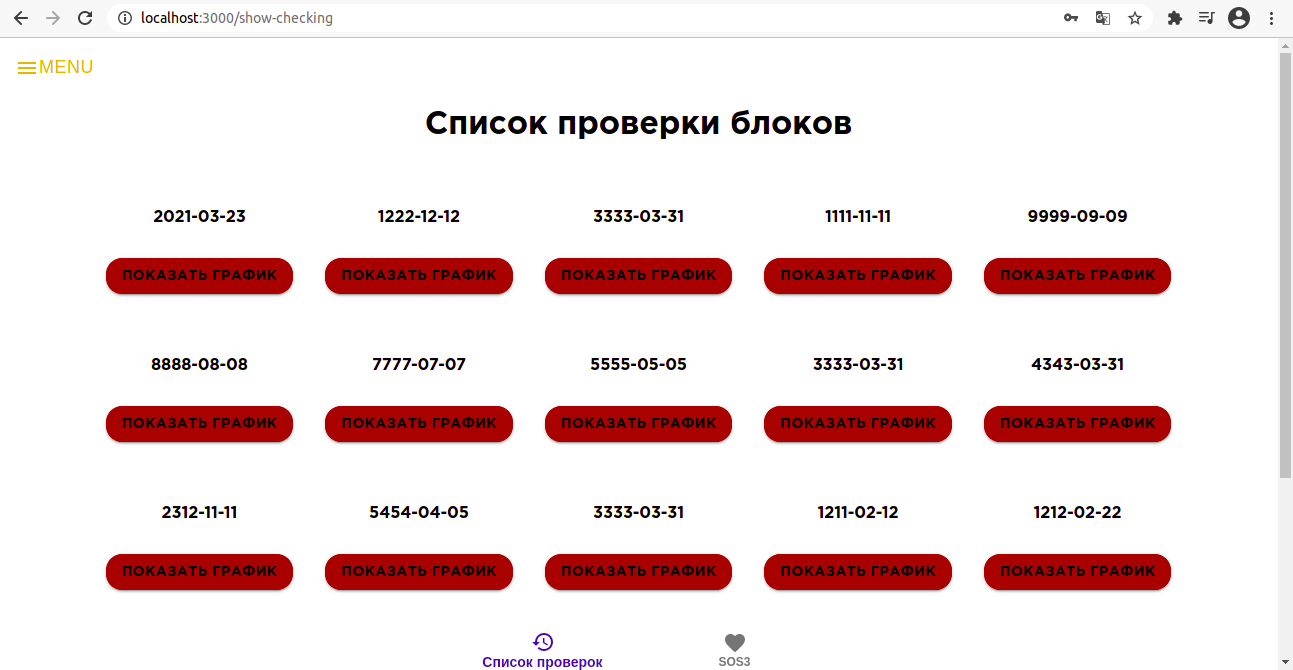 localhost:3000/show-checking
MENU
Список проверки блоков
2021-03-23 1222-12-12 3333-03-31 1111-11-11 9999-09-09
ПОКАЗАТЬ ГРАФИК ПОКАЗАТЬ ГРАФИК ПОКАЗАТЬ ГРАФИК ПОКАЗАТЬ ГРАФИК ПОКАЗАТЬ ГРАФИК
8888-08-08 7777-07-07 5555-05-05 3333-03-31 4343-03-31
ПОКАЗАТЬ ГРАФИК ПОКАЗАТЬ ГРАФИК ПОКАЗАТЬ ГРАФИК ПОКАЗАТЬ ГРАФИК ПОКАЗАТЬ ГРАФИК
2312-11-11 5454-04-05 3333-03-31 1211-02-12 1212-02-22
ПОКАЗАТЬ ГРАФИК ПОКАЗАТЬ ГРАФИК ПОКАЗАТЬ ГРАФИК ПОКАЗАТЬ ГРАФИК ПОКАЗАТЬ ГРАФИК
Список проверок SOS3